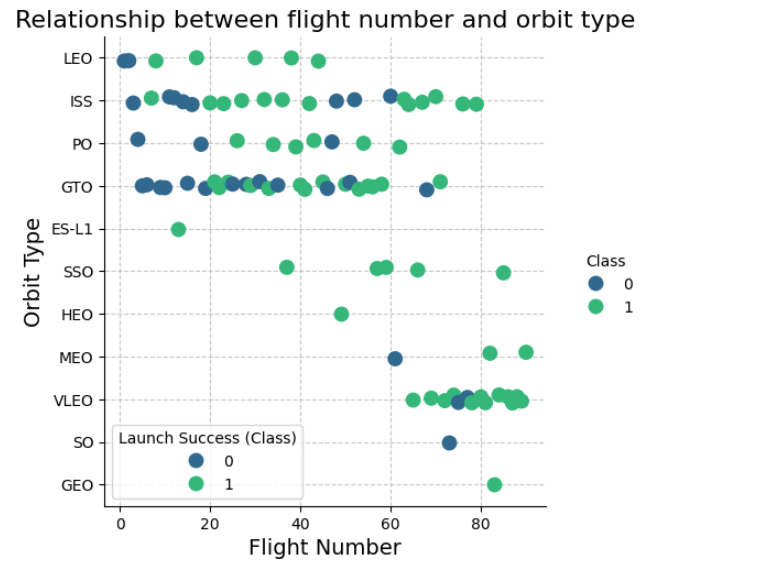 Relationship between flight number and orbit type
LEO
ISS
PO
GTO
ES-L1
SSO
HEO
MEO
VLEO
SO
GEO
Orbit Type
Launch Success (Class)
0
1
0
20
40
60
80
Flight Number
Class
0
1